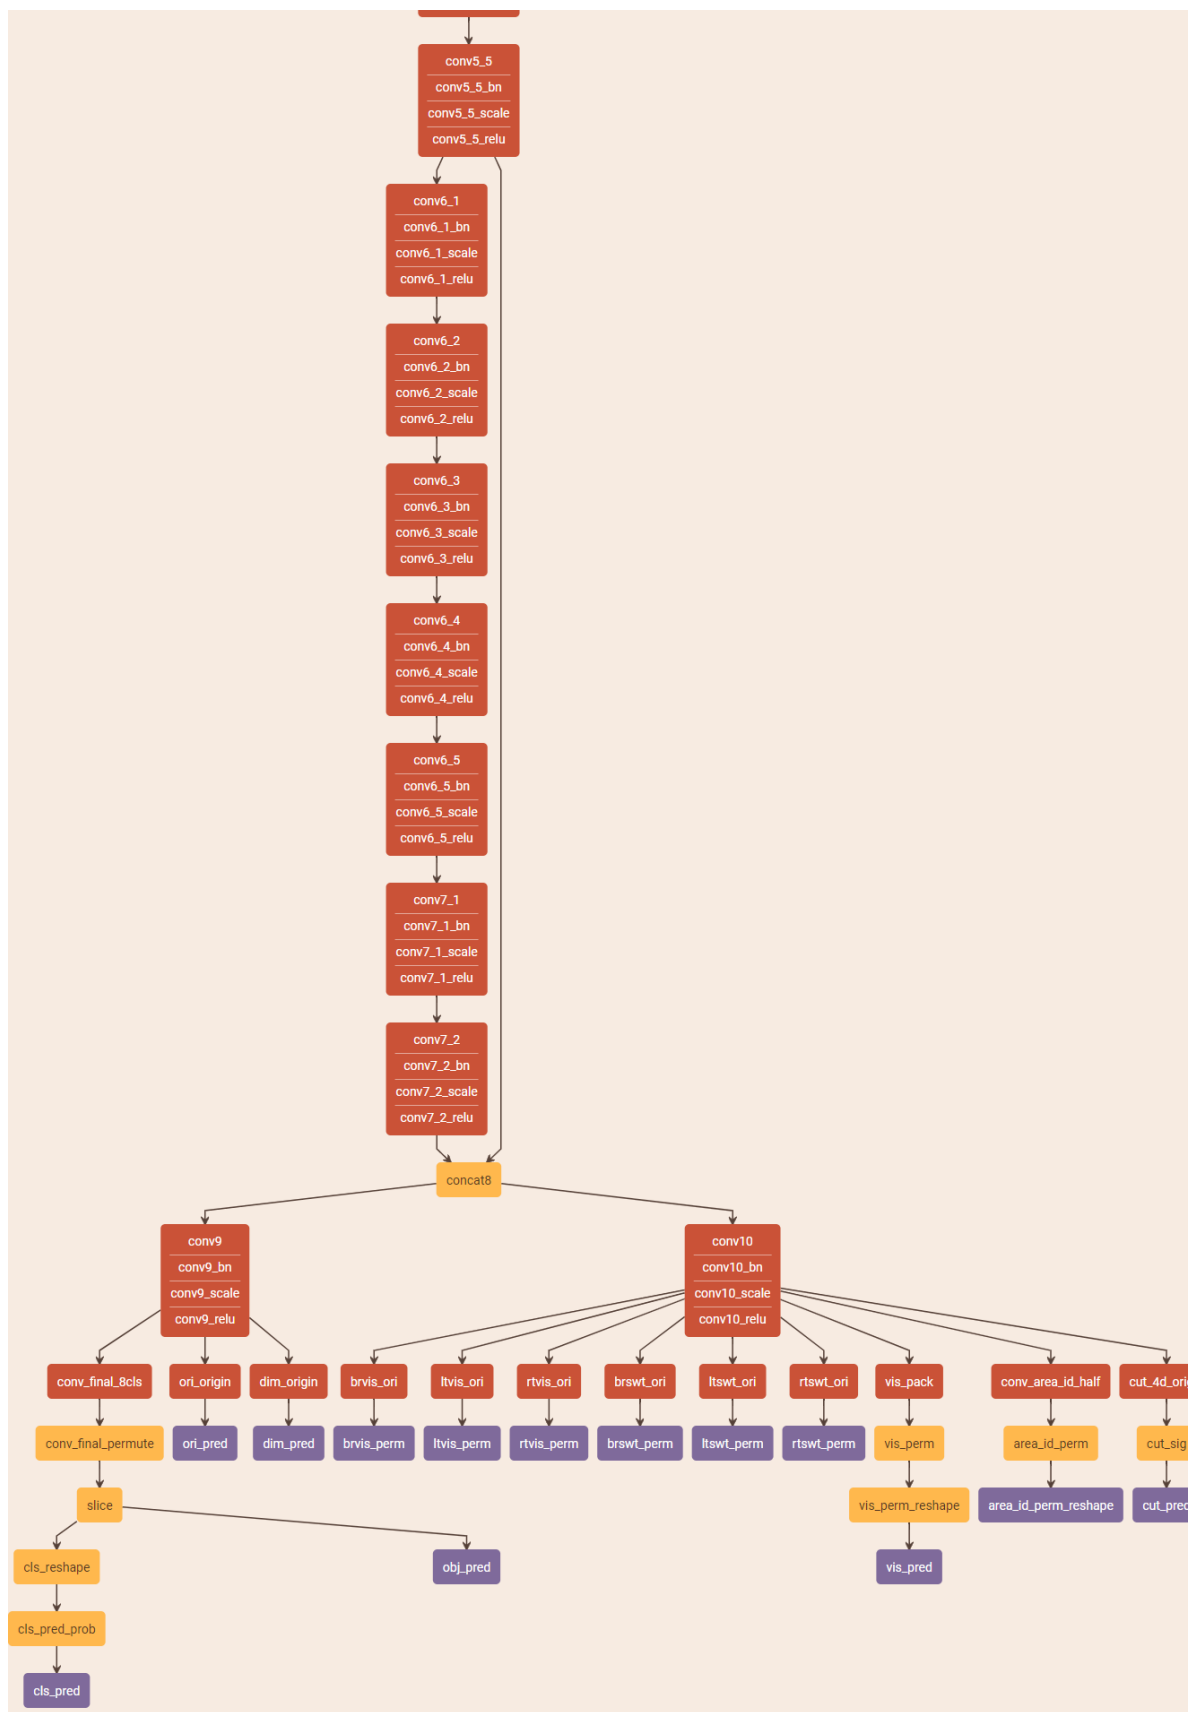 conv5_5
conv5_5_bn
conv5_5_scale
conv5_5_relu
conv6_1
conv6_1_bn
conv6_1_scale
conv6_1_relu
conv6_2
conv6_2_bn
conv6_2_scale
conv6_2_relu
conv6_3
conv6_3_bn
conv6_3_scale
conv6_3_relu
conv6_4
conv6_4_bn
conv6_4_scale
conv6_4_relu
conv6_5
conv6_5_bn
conv6_5_scale
conv6_5_relu
conv7_1
conv7_1_bn
conv7_1_scale
conv7_1_relu
conv7_2
conv7_2_bn
conv7_2_scale
conv7_2_relu
concat8
conv9
conv9_bn
conv9_scale
conv9_relu
conv10
conv10_bn
conv10_scale
conv10_relu
conv_final_8cls ori_origin dim_origin brvis_ori ltvis_ori rtvis_ori brswt_ori ltswt_ori rtswt_ori vis_pack conv_area_id_half
conv_final_permute ori_pred dim_pred brvis_perm ltvis_perm rtvis_perm brswt_perm ltswt_perm rtswt_perm vis_perm area_id_perm cut_sig
slice vis_perm_reshape area_id_perm_reshape cut_pred
cls_reshape obj_pred vis_pred
cls_pred_prob
cls_pred